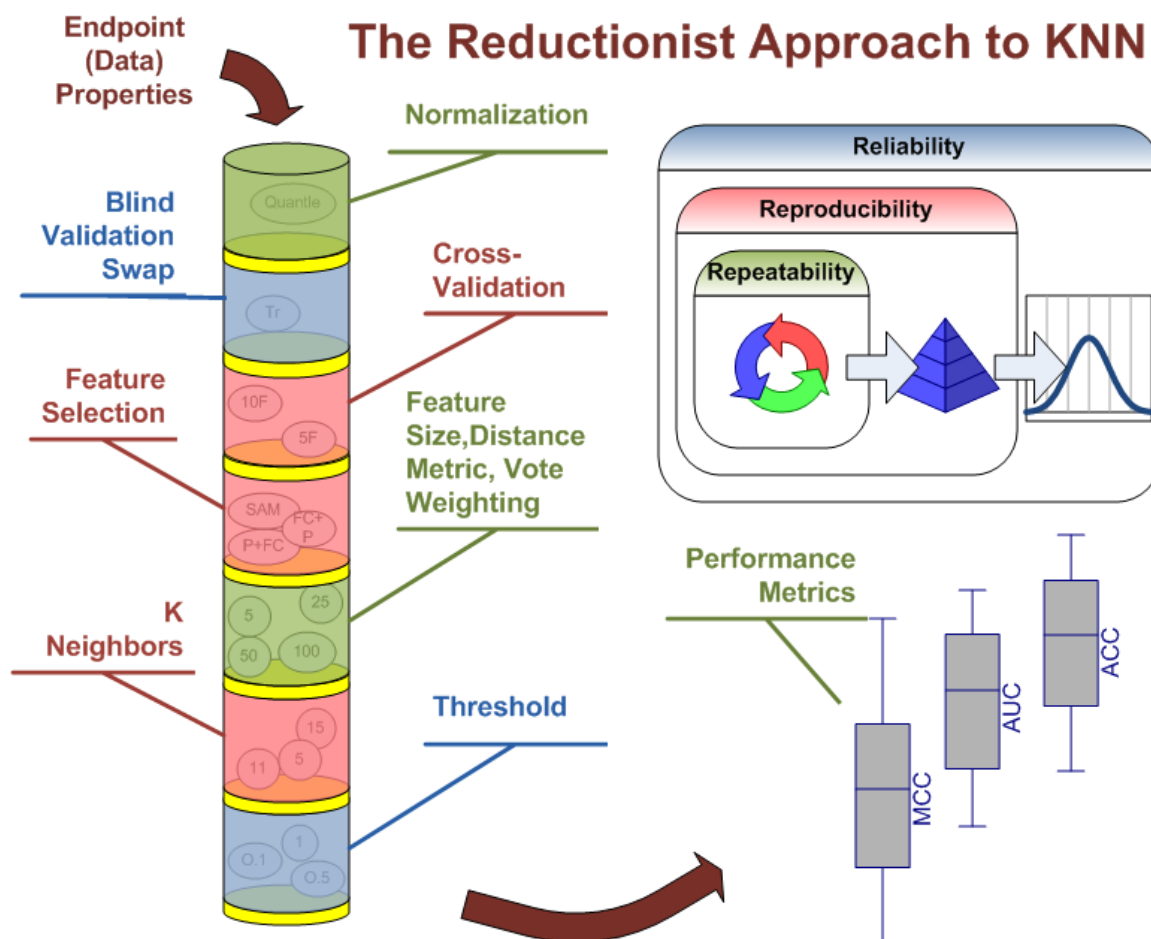 The Reductionist Approach to KNN
Endpoint
(Data)
Properties
Normalization
Quantle
Blind
Validation
Swap
Tr
Cross-
Validation
10F
5F
Feature
Selection
SAM
FC+
P
P+FC
Feature
Size,Distance
Metric, Vote
Weighting
5
25
50
100
K
Neighbors
15
11
5
Threshold
O.1
1
O.5
Reliability
Reproducibility
Repeatability
Performance
Metrics
MCC
AUC
ACC